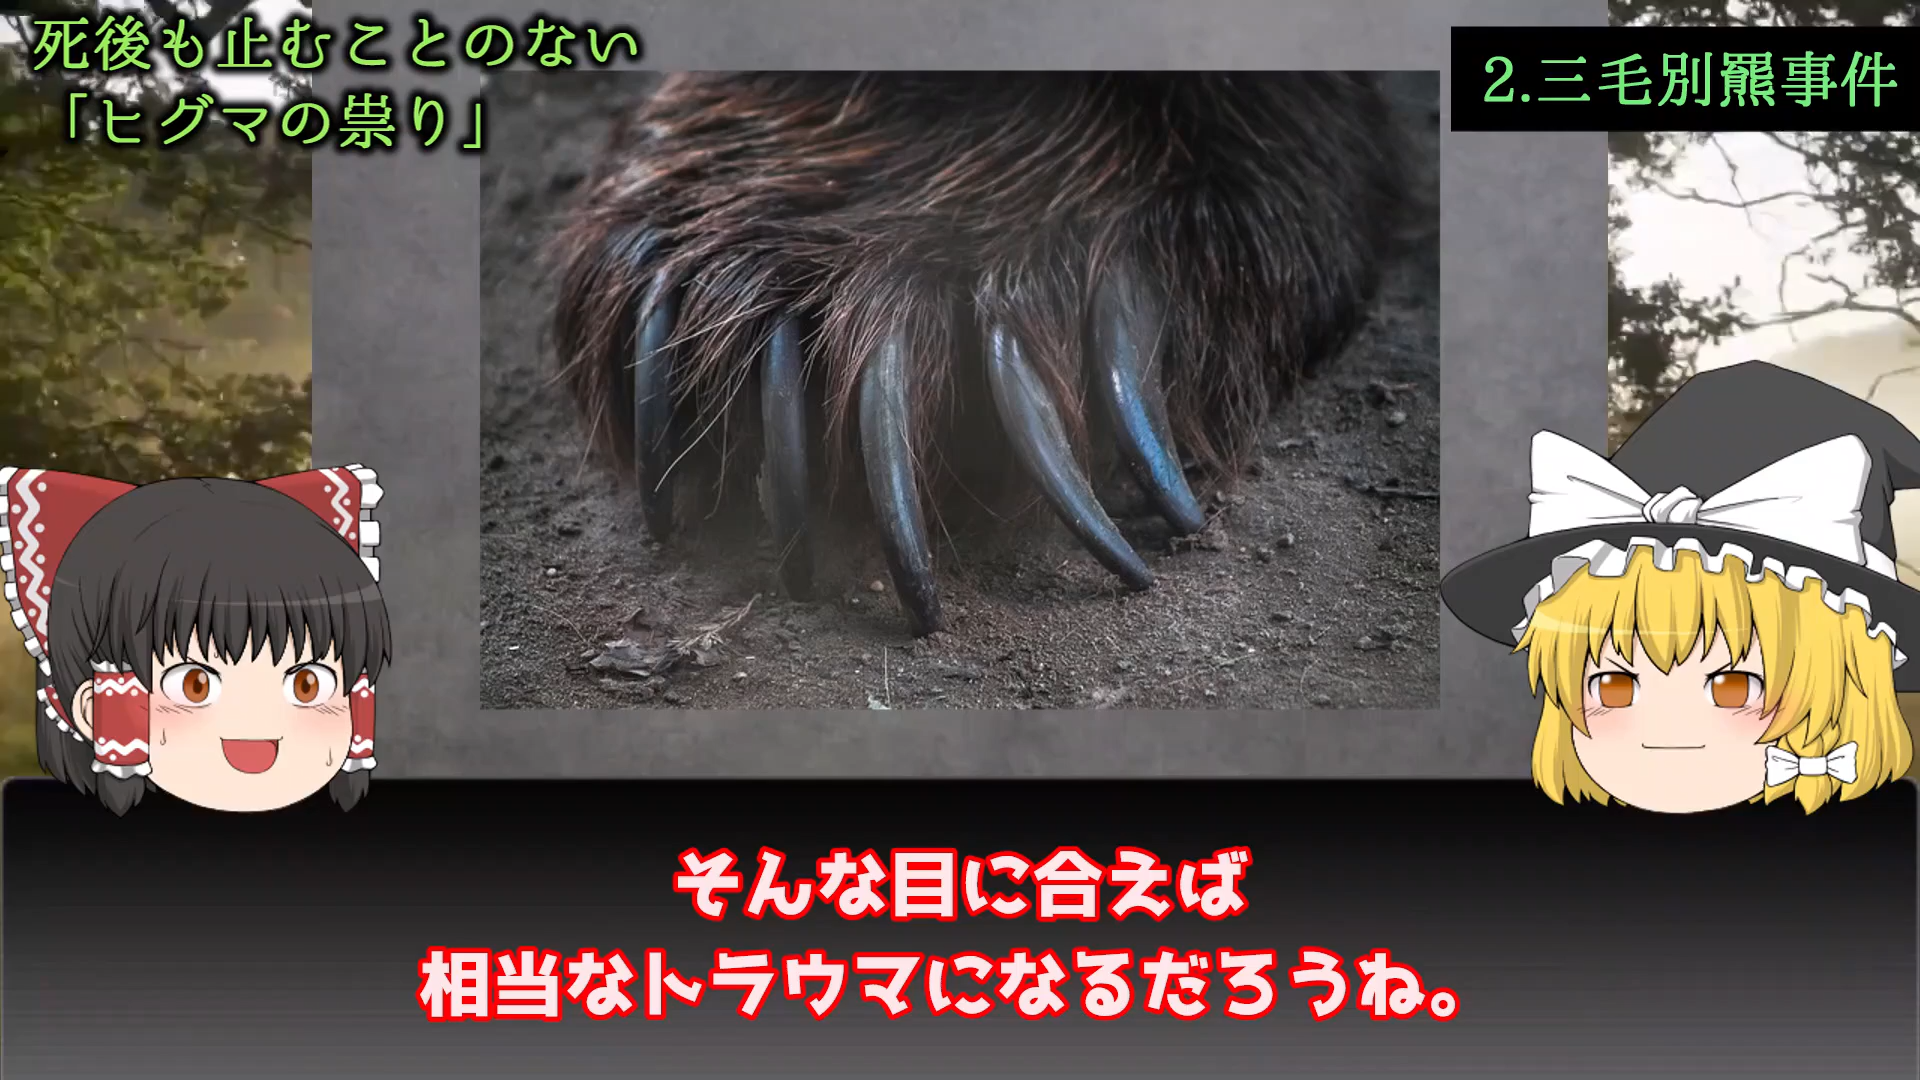 死後も止むことのない
「ヒグマの祟り」
2.三毛別羆事件
そんな目に合えば
相当なトラウマになるだろうね。